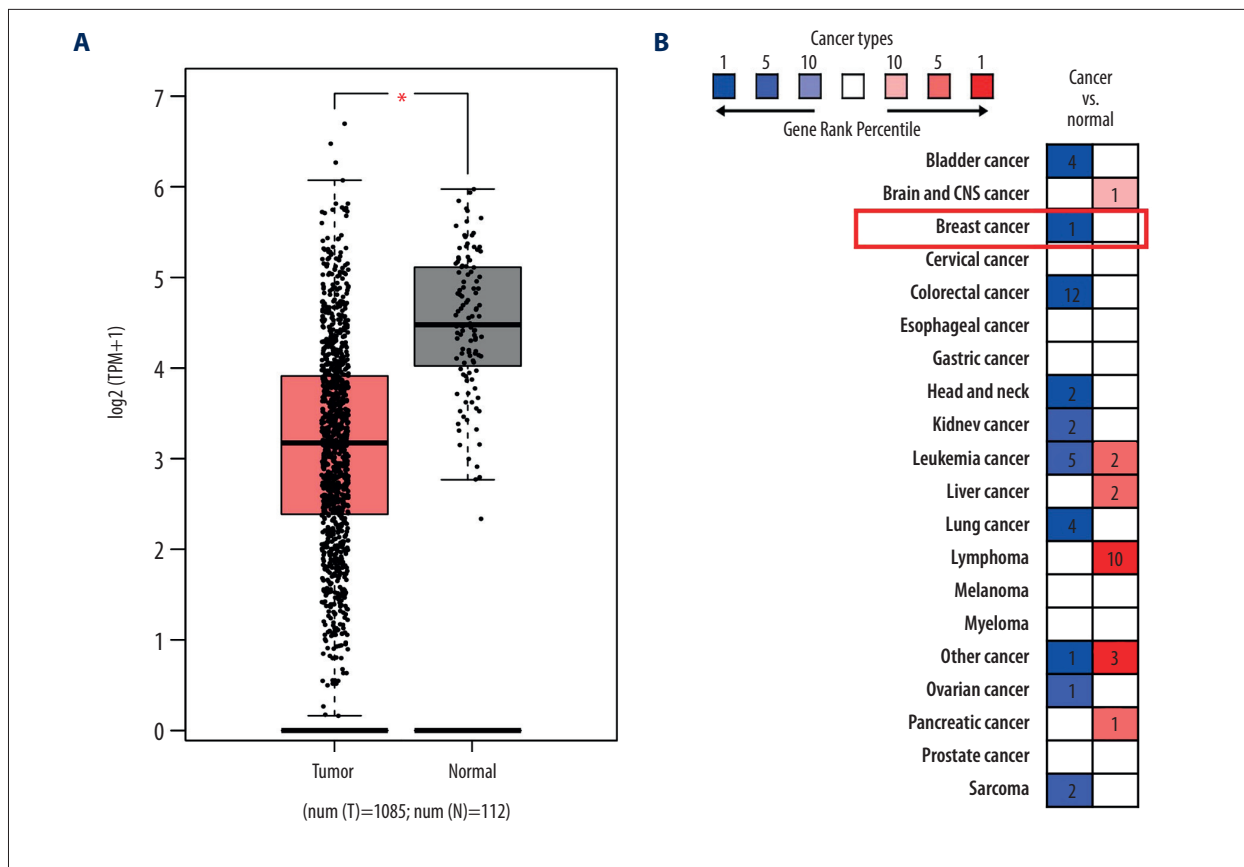 A
7
6
5
4
3
2
1
0
log2 (TPM+1)
*
Tumor
Normal
(num (T)=1085; num (N)=112)
B
Cancer types
1 5 10 10 5 1
Gene Rank Percentile
Cancer
vs.
normal
Bladder cancer 4
Brain and CNS cancer 1
Breast cancer 1
Cervical cancer
Colorectal cancer 12
Esophageal cancer
Gastric cancer
Head and neck 2
Kidnev cancer 2
Leukemia cancer 5 2
Liver cancer 2
Lung cancer 4
Lymphoma 10
Melanoma
Myeloma
Other cancer 1 3
Ovarian cancer 1
Pancreatic cancer 1
Prostate cancer
Sarcoma 2